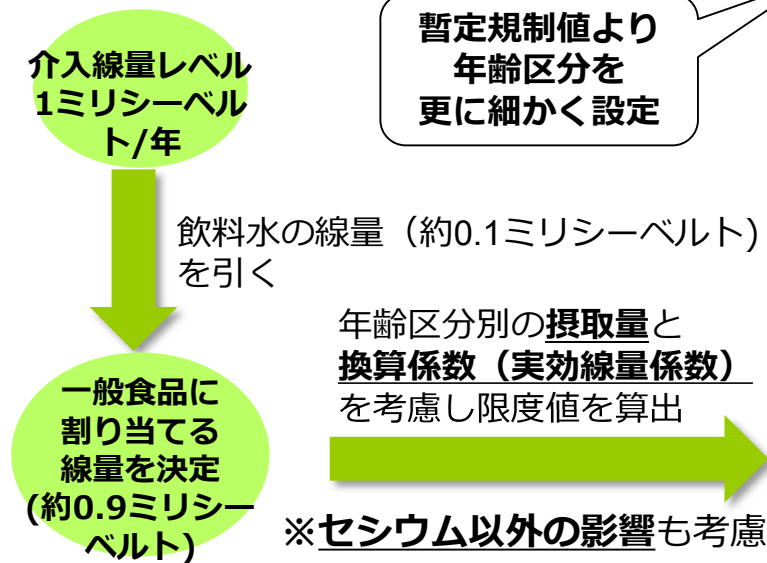 暫定規制値より
年齢区分を
更に細かく設定
介入線量レベル
1ミリシーベル
ト/年
飲料水の線量（約0.1ミリシーベルト)
を引く
年齢区分別の摂取量と
換算係数（実効線量係数）
を考慮し限度値を算出
一般食品に
割り当てる
線量を決定
(約0.9ミリシー
ベルト)
※セシウム以外の影響も考慮